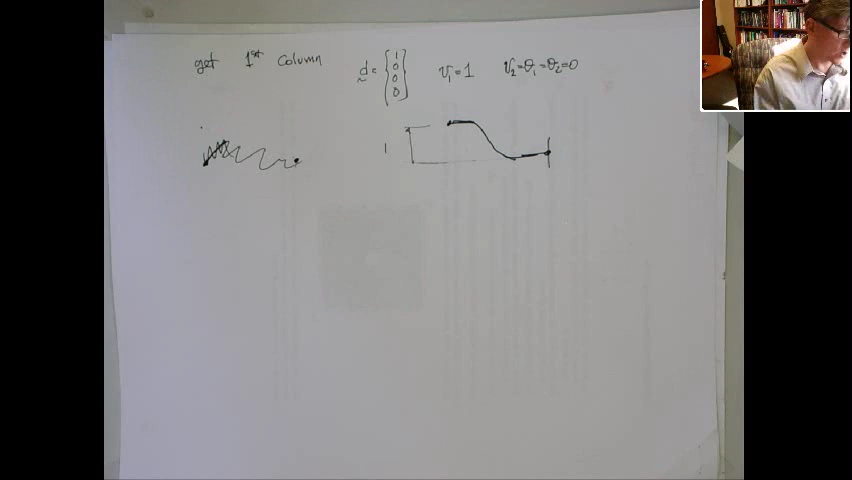 get 1st column d = {1 0 0 0} v₁ = 1 v₂=θ₁=θ₂=0
1